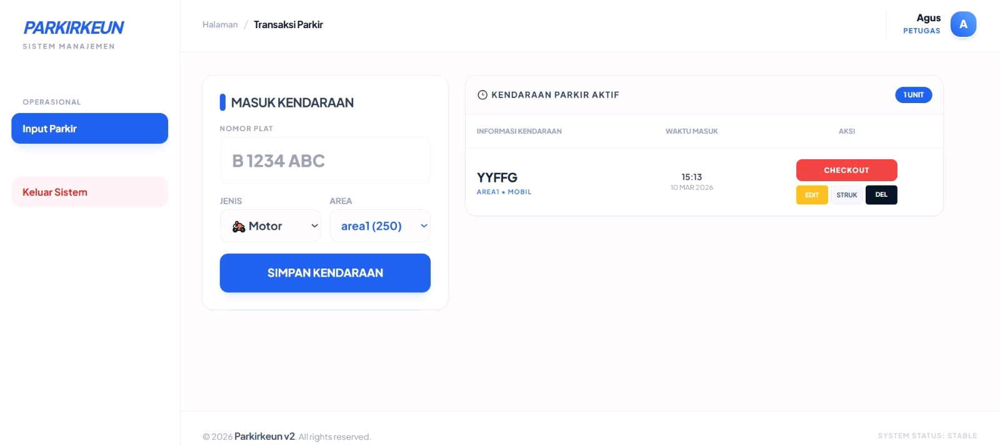 PARKIRKEUN
SISTEM MANAJEMEN
OPERASIONAL
Input Parkir
Keluar Sistem
Halaman / Transaksi Parkir
Agus
PETUGAS
A
MASUK KENDARAAN
NOMOR PLAT
B 1234 ABC
JENIS AREA
Motor area1 (250)
SIMPAN KENDARAAN
KENDARAAN PARKIR AKTIF 1 UNIT
INFORMASI KENDARAAN WAKTU MASUK AKSI
YYFFG
AREA1 • MOBIL
15:13
10 MAR 2026
CHECKOUT
EDIT STRUK DEL
© 2026 Parkirkeun v2. All rights reserved.
SYSTEM STATUS: STABLE